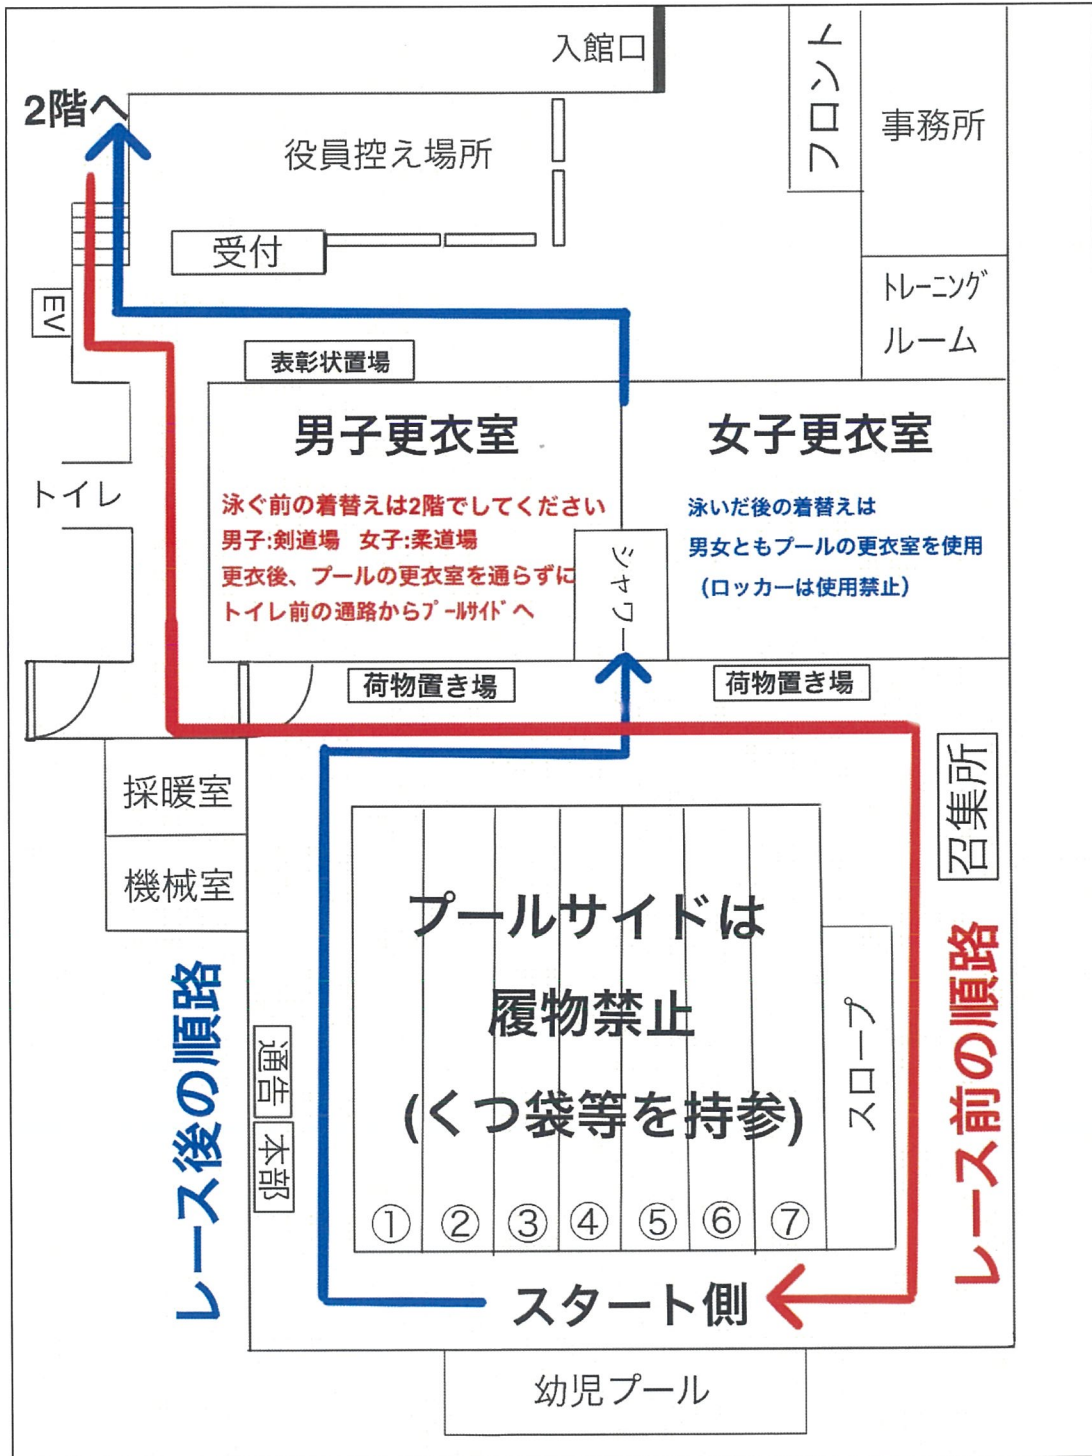 入館口
フロント
事務所
2階へ
役員控え場所
受付
EV
トレーニング
ルーム
表彰状置場
男子更衣室
女子更衣室
トイレ
泳ぐ前の着替えは2階でしてください
男子:剣道場　女子:柔道場
更衣後、プールの更衣室を通らずに
トイレ前の通路からプールサイドへ
泳いだ後の着替えは
男女ともプールの更衣室を使用
(ロッカーは使用禁止)
シャワー
荷物置き場
荷物置き場
採暖室
機械室
召集所
プールサイドは
履物禁止
(くつ袋等を持参)
スロープ
レース後の順路
レース前の順路
通告
本部
① ② ③ ④ ⑤ ⑥ ⑦
スタート側
幼児プール